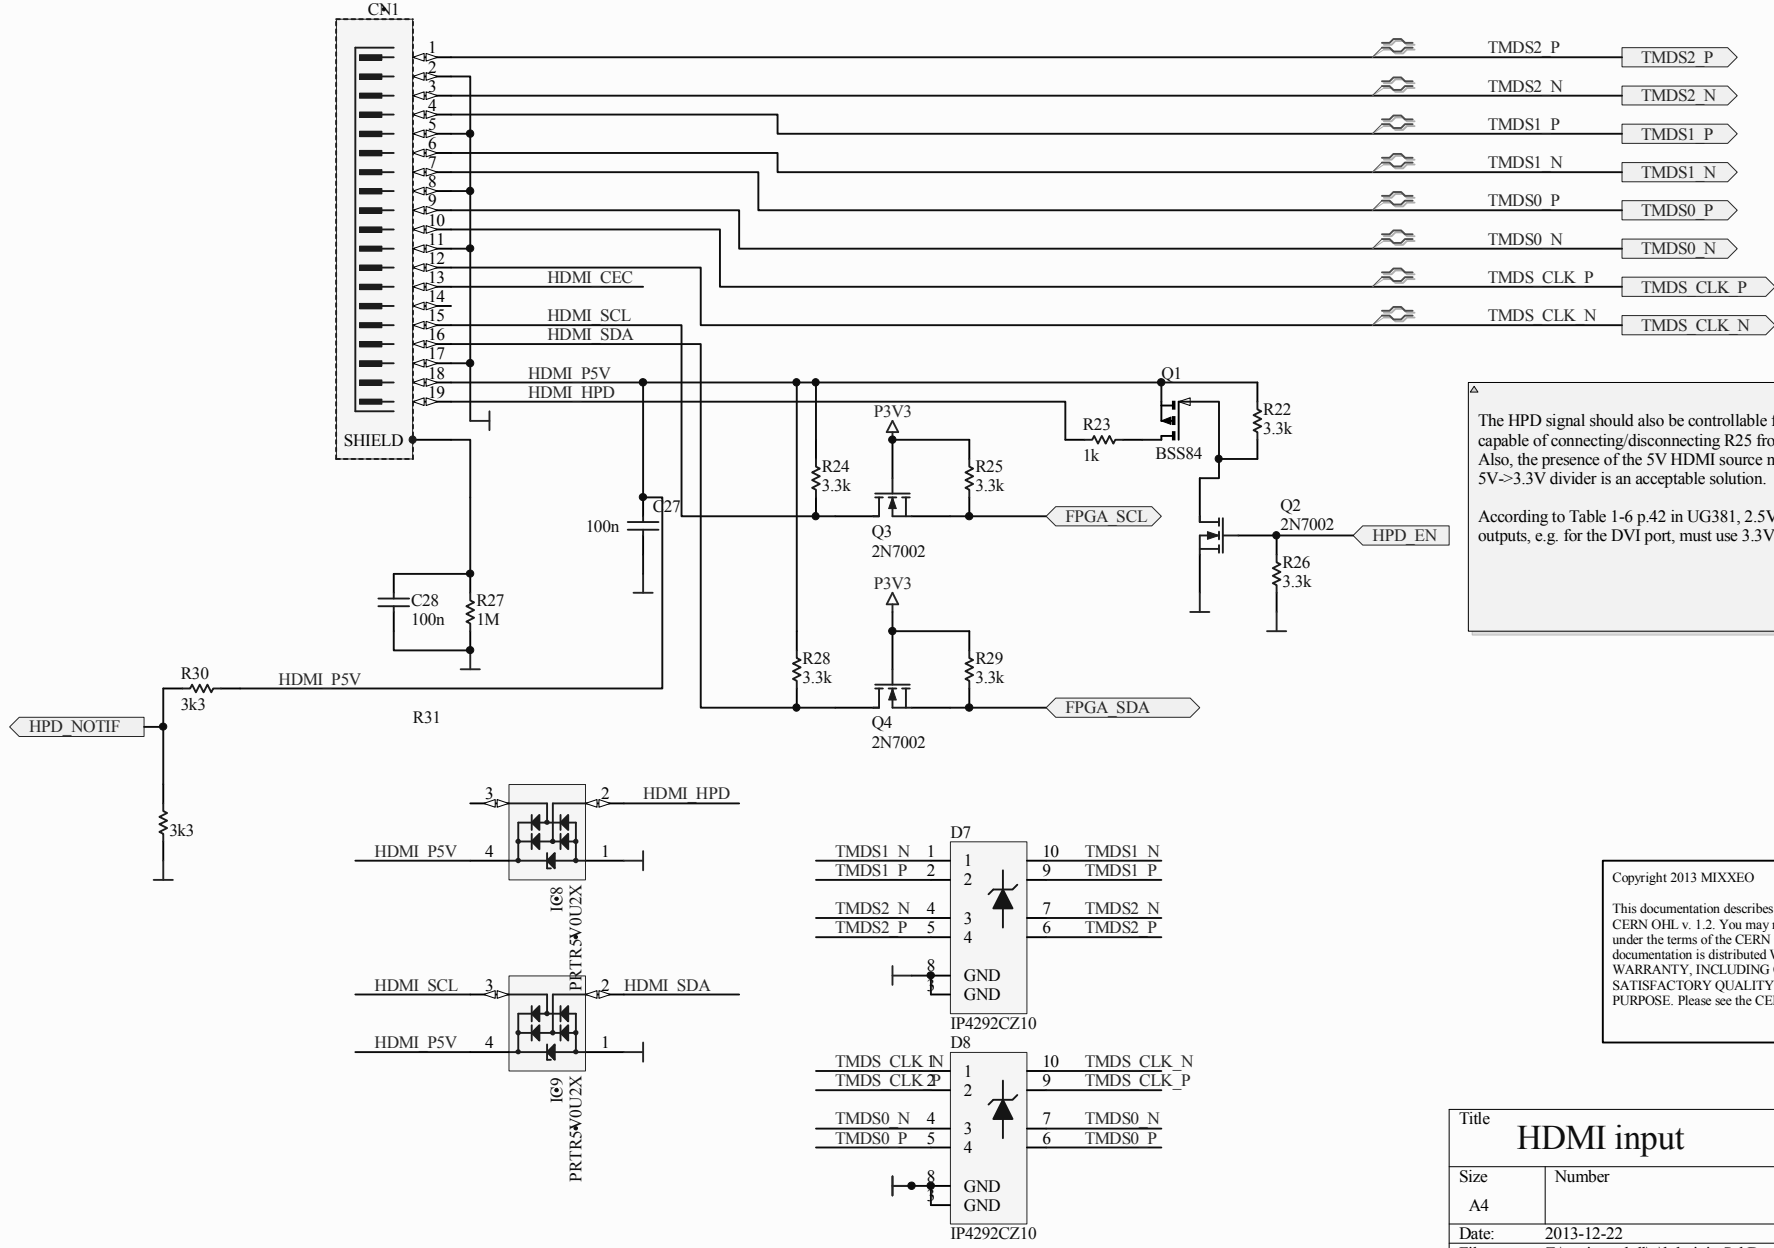 CN1
1
2
3
4
5
6
7
8
9
10
11
12
13
14
15
16
17
18
19
SHIELD
HDMI_CEC
HDMI_SCL
HDMI_SDA
HDMI_P5V
HDMI_HPD
TMDS2_P TMDS2_P
TMDS2_N TMDS2_N
TMDS1_P TMDS1_P
TMDS1_N TMDS1_N
TMDS0_P TMDS0_P
TMDS0_N TMDS0_N
TMDS_CLK_P TMDS_CLK_P
TMDS_CLK_N TMDS_CLK_N
Q1
BSS84
R22
3.3k
R23
1k
P3V3
R24
3.3k
R25
3.3k
Q3
2N7002
FPGA_SCL
C27
100n
Q2
2N7002
HPD_EN
R26
3.3k
The HPD signal should also be controllable
capable of connecting/disconnecting R25
Also, the presence of the 5V HDMI source
5V->3.3V divider is an acceptable solution.
According to Table 1-6 p.42 in UG381, 2.5V
outputs, e.g. for the DVI port, must use 3.3V
C28
100n
R27
1M
P3V3
R28
3.3k
R29
3.3k
Q4
2N7002
FPGA_SDA
R30
3k3
HDMI_P5V
R31
HPD_NOTIF
3k3
3 2 HDMI_HPD
HDMI_P5V 4 1
IC8
PRTR5V0U2X
HDMI_SCL 3 2 HDMI_SDA
HDMI_P5V 4 1
IC9
PRTR5V0U2X
D7
TMDS1_N 1 1 10 TMDS1_N
TMDS1_P 2 2 9 TMDS1_P
TMDS2_N 4 3 7 TMDS2_N
TMDS2_P 5 4 6 TMDS2_P
8 GND
3 GND
IP4292CZ10
D8
TMDS_CLK_N 1 1 10 TMDS_CLK_N
TMDS_CLK_P 2 2 9 TMDS_CLK_P
TMDS0_N 4 3 7 TMDS0_N
TMDS0_P 5 4 6 TMDS0_P
8 GND
3 GND
IP4292CZ10
Copyright 2013 MIXXEO
This documentation describes
CERN OHL v. 1.2. You may
under the terms of the CERN
documentation is distributed
WARRANTY, INCLUDING
SATISFACTORY QUALITY
PURPOSE. Please see the
Title
HDMI input
Size Number
A4
Date: 2013-12-22